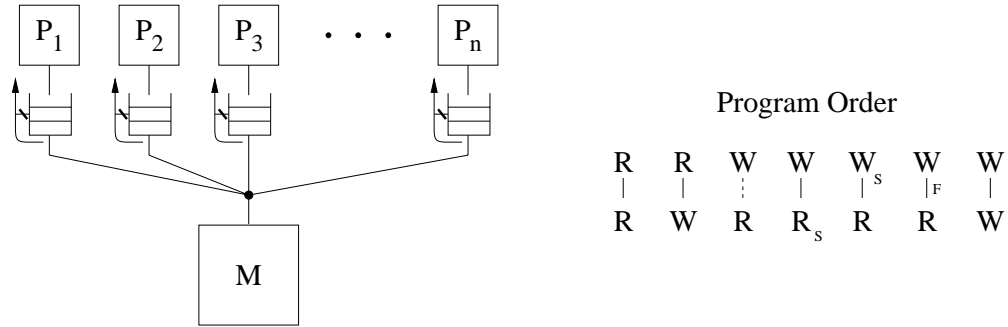 P1 P2 P3 . . . Pn
M
Program Order
R R W W WS W W
F
R W R RS R R W